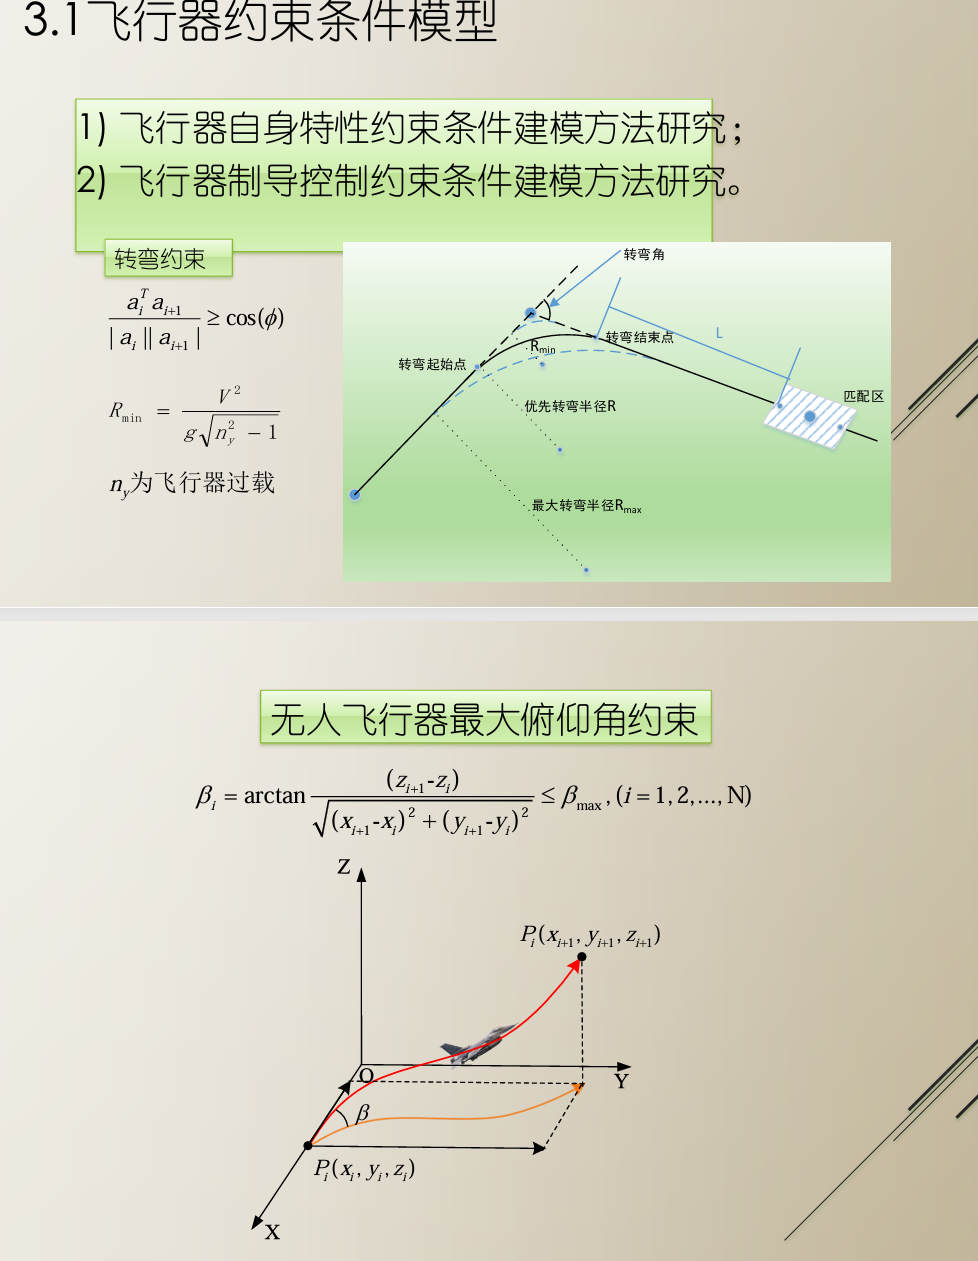 3.1飞行器约束条件模型
1) 飞行器自身特性约束条件建模方法研究；
2) 飞行器制导控制约束条件建模方法研究。
转弯约束
a_i^T a_{i+1} / | a_i || a_{i+1} | ≥ cos(ϕ)
R_min = V^2 / g√(n_y^2 − 1)
n_y为飞行器过载
转弯角
L
转弯结束点
R_min
转弯起始点
匹配区
优先转弯半径R
最大转弯半径R_max
无人飞行器最大俯仰角约束
β_i = arctan (z_{i+1}-z_i) / √((x_{i+1}-x_i)^2 + (y_{i+1}-y_i)^2) ≤ β_max , (i = 1, 2, ..., N)
Z
P_i(x_{i+1}, y_{i+1}, z_{i+1})
O
Y
β
P_i(x_i, y_i, z_i)
X